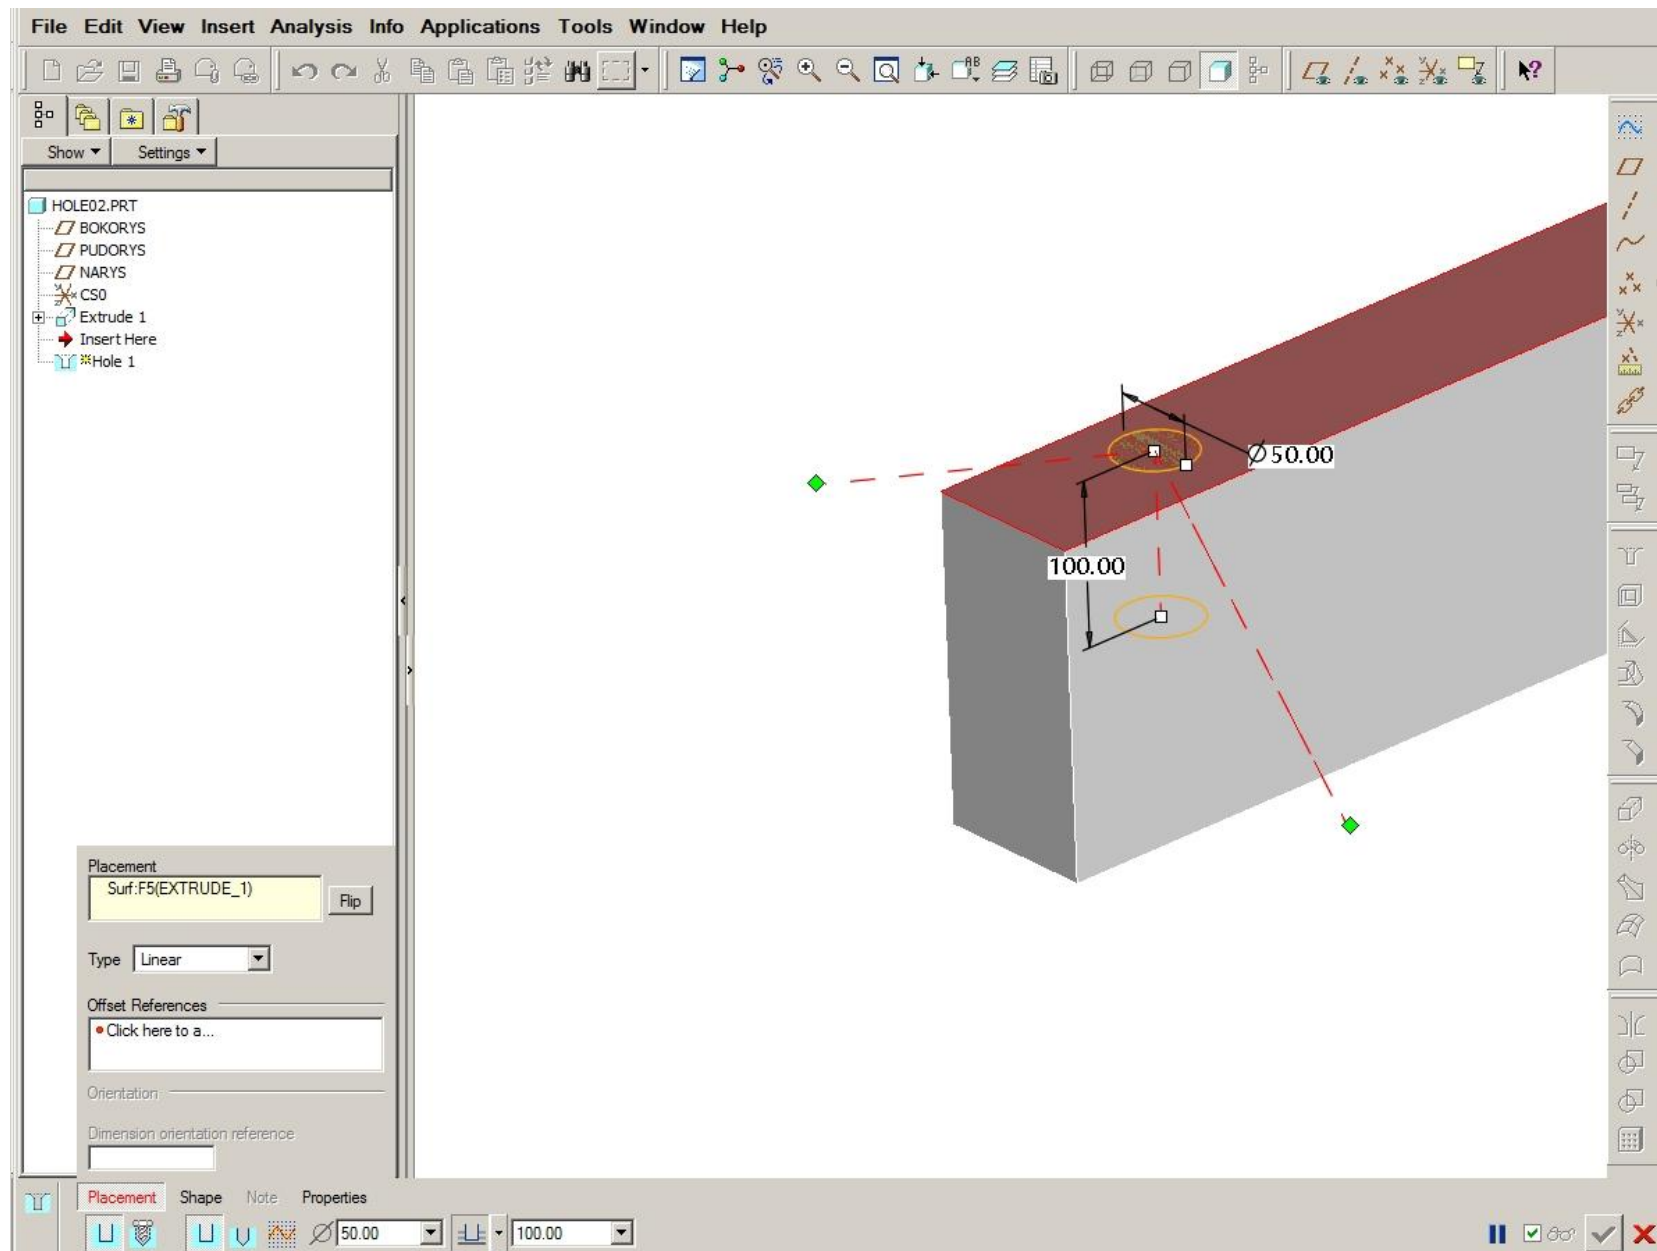 File Edit View Insert Analysis Info Applications Tools Window Help
Show Settings
HOLE02.PRT
BOKORYS
PUDORYS
NARYS
CS0
Extrude 1
Insert Here
Hole 1
Ø50.00
100.00
Placement
Surf:F5(EXTRUDE_1)
Flip
Type Linear
Offset References
Click here to a...
Orientation
Dimension orientation reference
Placement Shape Note Properties
50.00 100.00